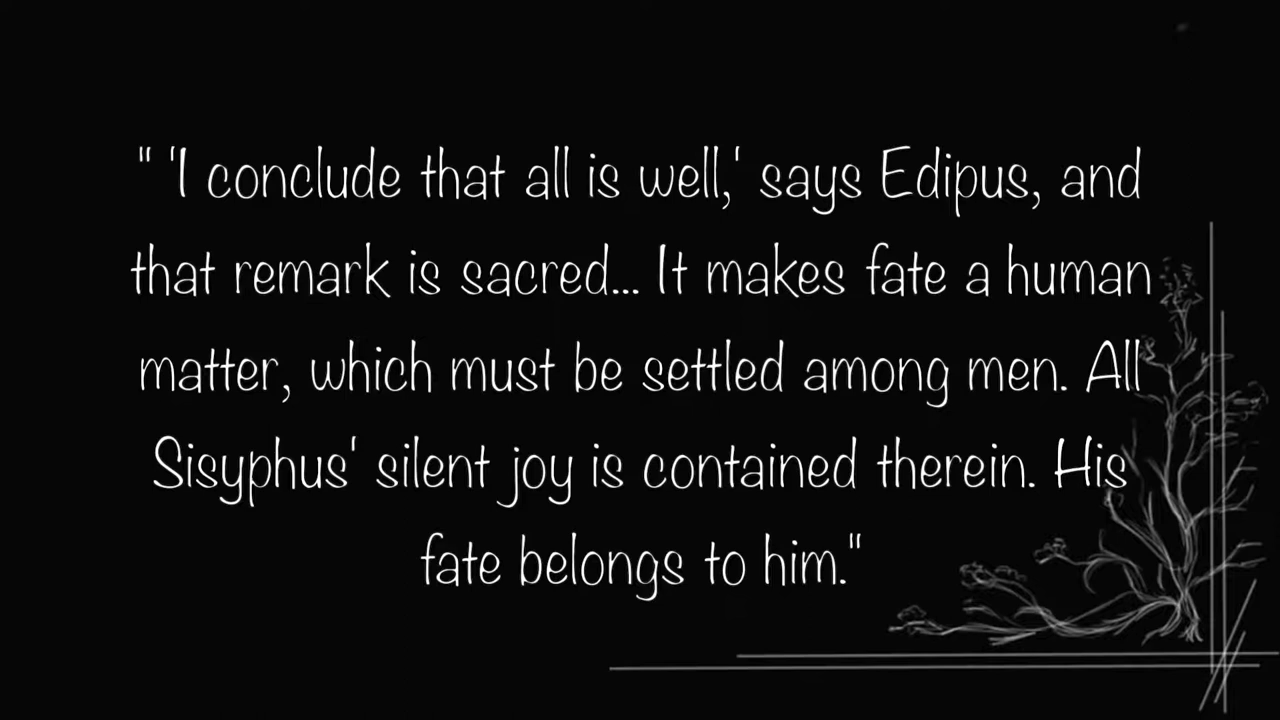 " 'I conclude that all is well,' says Edipus, and
that remark is sacred... It makes fate a human
matter, which must be settled among men. All
Sisyphus' silent joy is contained therein. His
fate belongs to him."